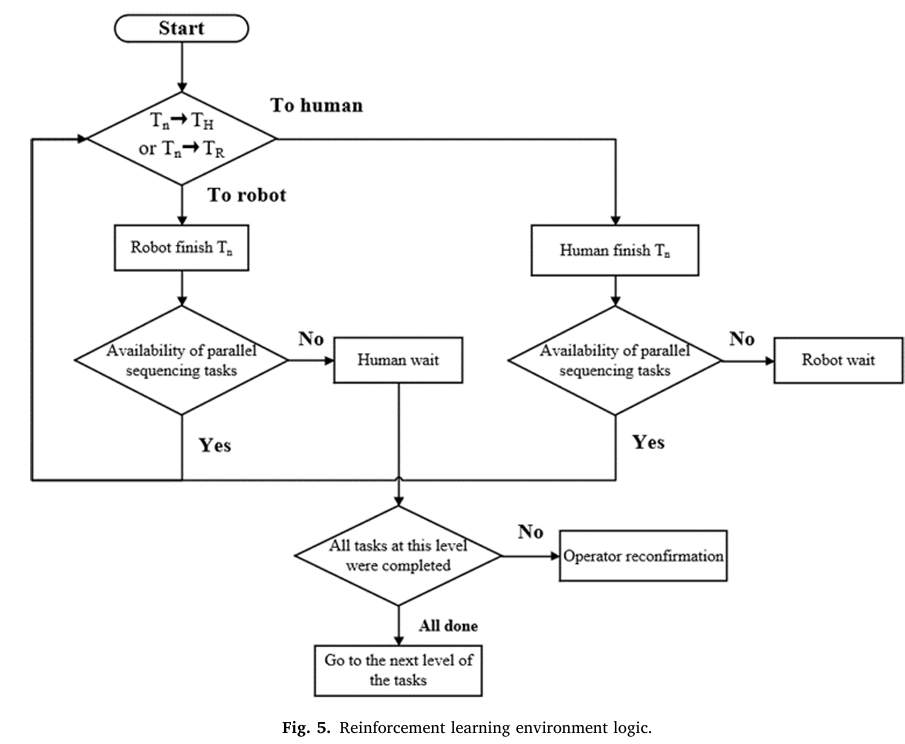 Start
Tn→TH
or Tn→TR
To human
To robot
Robot finish Tn
Human finish Tn
Availability of parallel
sequencing tasks
No
Human wait
Availability of parallel
sequencing tasks
No
Robot wait
Yes
Yes
All tasks at this level
were completed
No
Operator reconfirmation
All done
Go to the next level of
the tasks
Fig. 5. Reinforcement learning environment logic.